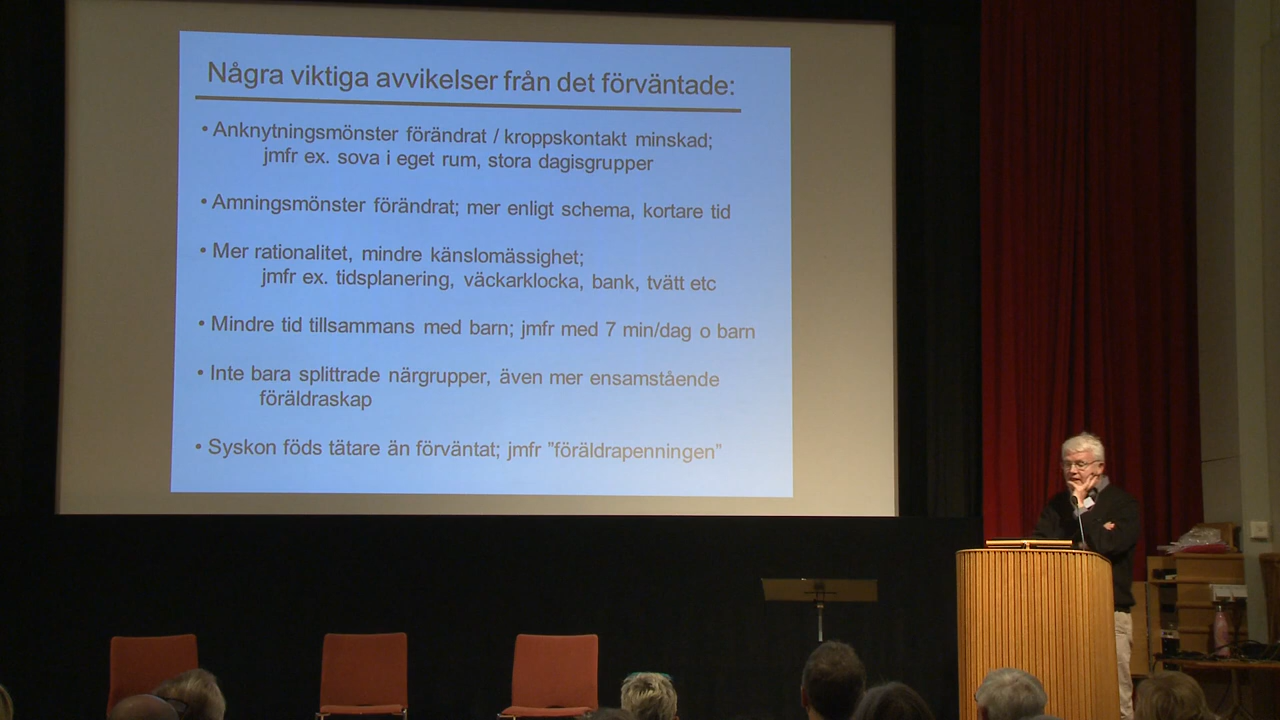 Några viktiga avvikelser från det förväntade:
• Anknytningsmönster förändrat / kroppskontakt minskad;
jmfr ex. sova i eget rum, stora dagisgrupper
• Amningsmönster förändrat; mer enligt schema, kortare tid
• Mer rationalitet, mindre känslomässighet;
jmfr ex. tidsplanering, väckarklocka, bank, tvätt etc
• Mindre tid tillsammans med barn; jmfr med 7 min/dag o barn
• Inte bara splittrade närgrupper, även mer ensamstående
föräldraskap
• Syskon föds tätare än förväntat; jmfr "föräldrapenningen”